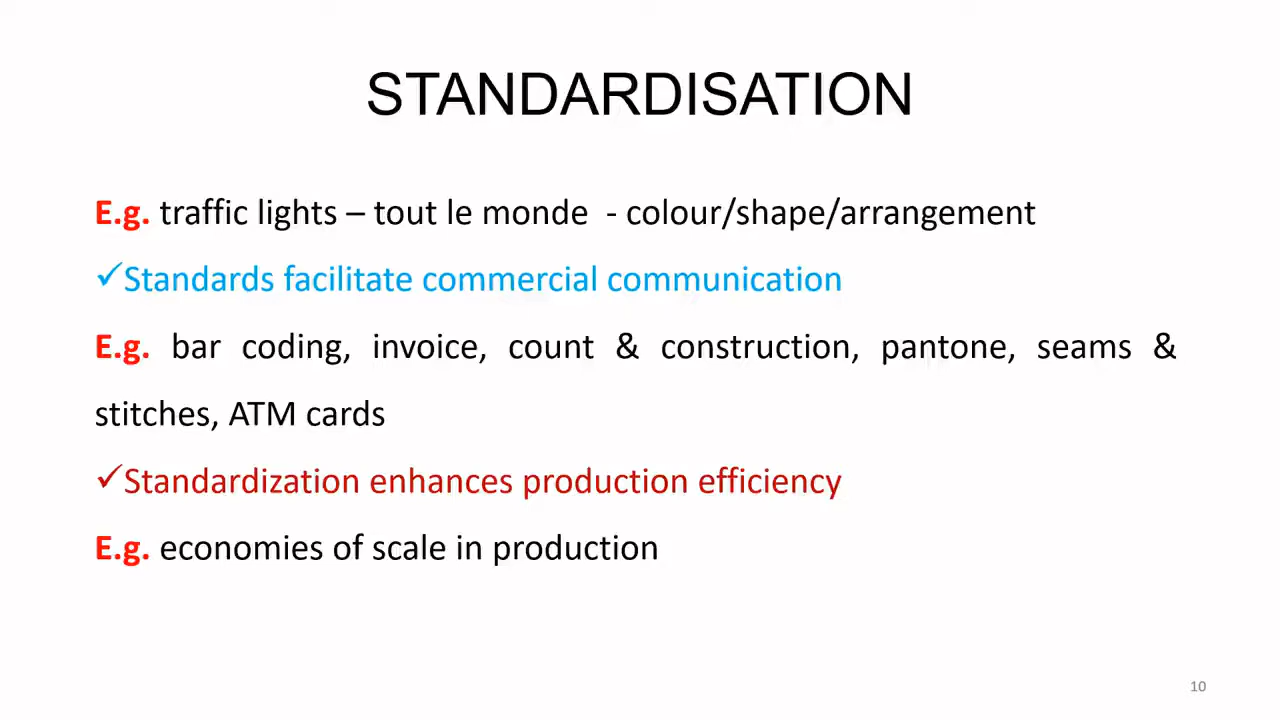 STANDARDISATION
E.g. traffic lights – tout le monde - colour/shape/arrangement
✓Standards facilitate commercial communication
E.g. bar coding, invoice, count & construction, pantone, seams &
stitches, ATM cards
✓Standardization enhances production efficiency
E.g. economies of scale in production
10